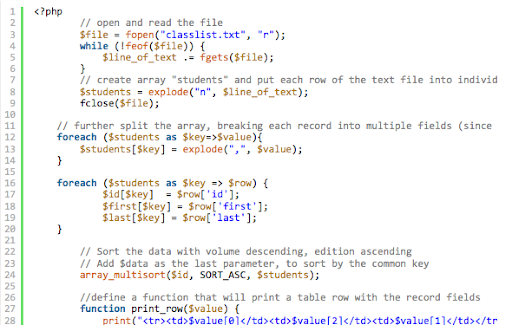 1 <?php
2 // open and read the file
3 $file = fopen("classlist.txt", "r");
4 while (!feof($file)) {
5 $line_of_text .= fgets($file);
6 }
7 // create array "students" and put each row of the text file into individ
8 $students = explode("n", $line_of_text);
9 fclose($file);
10
11 // further split the array, breaking each record into multiple fields (since
12 foreach ($students as $key=>$value){
13 $students[$key] = explode(",", $value);
14 }
15
16 foreach ($students as $key => $row) {
17 $id[$key]  = $row['id'];
18 $first[$key] = $row['first'];
19 $last[$key] = $row['last'];
20 }
21
22 // Sort the data with volume descending, edition ascending
23 // Add $data as the last parameter, to sort by the common key
24 array_multisort($id, SORT_ASC, $students);
25
26 //define a function that will print a table row with the record fields
27 function print_row($value) {
28 print("<tr><td>$value[0]</td><td>$value[2]</td><td>$value[1]</td></tr